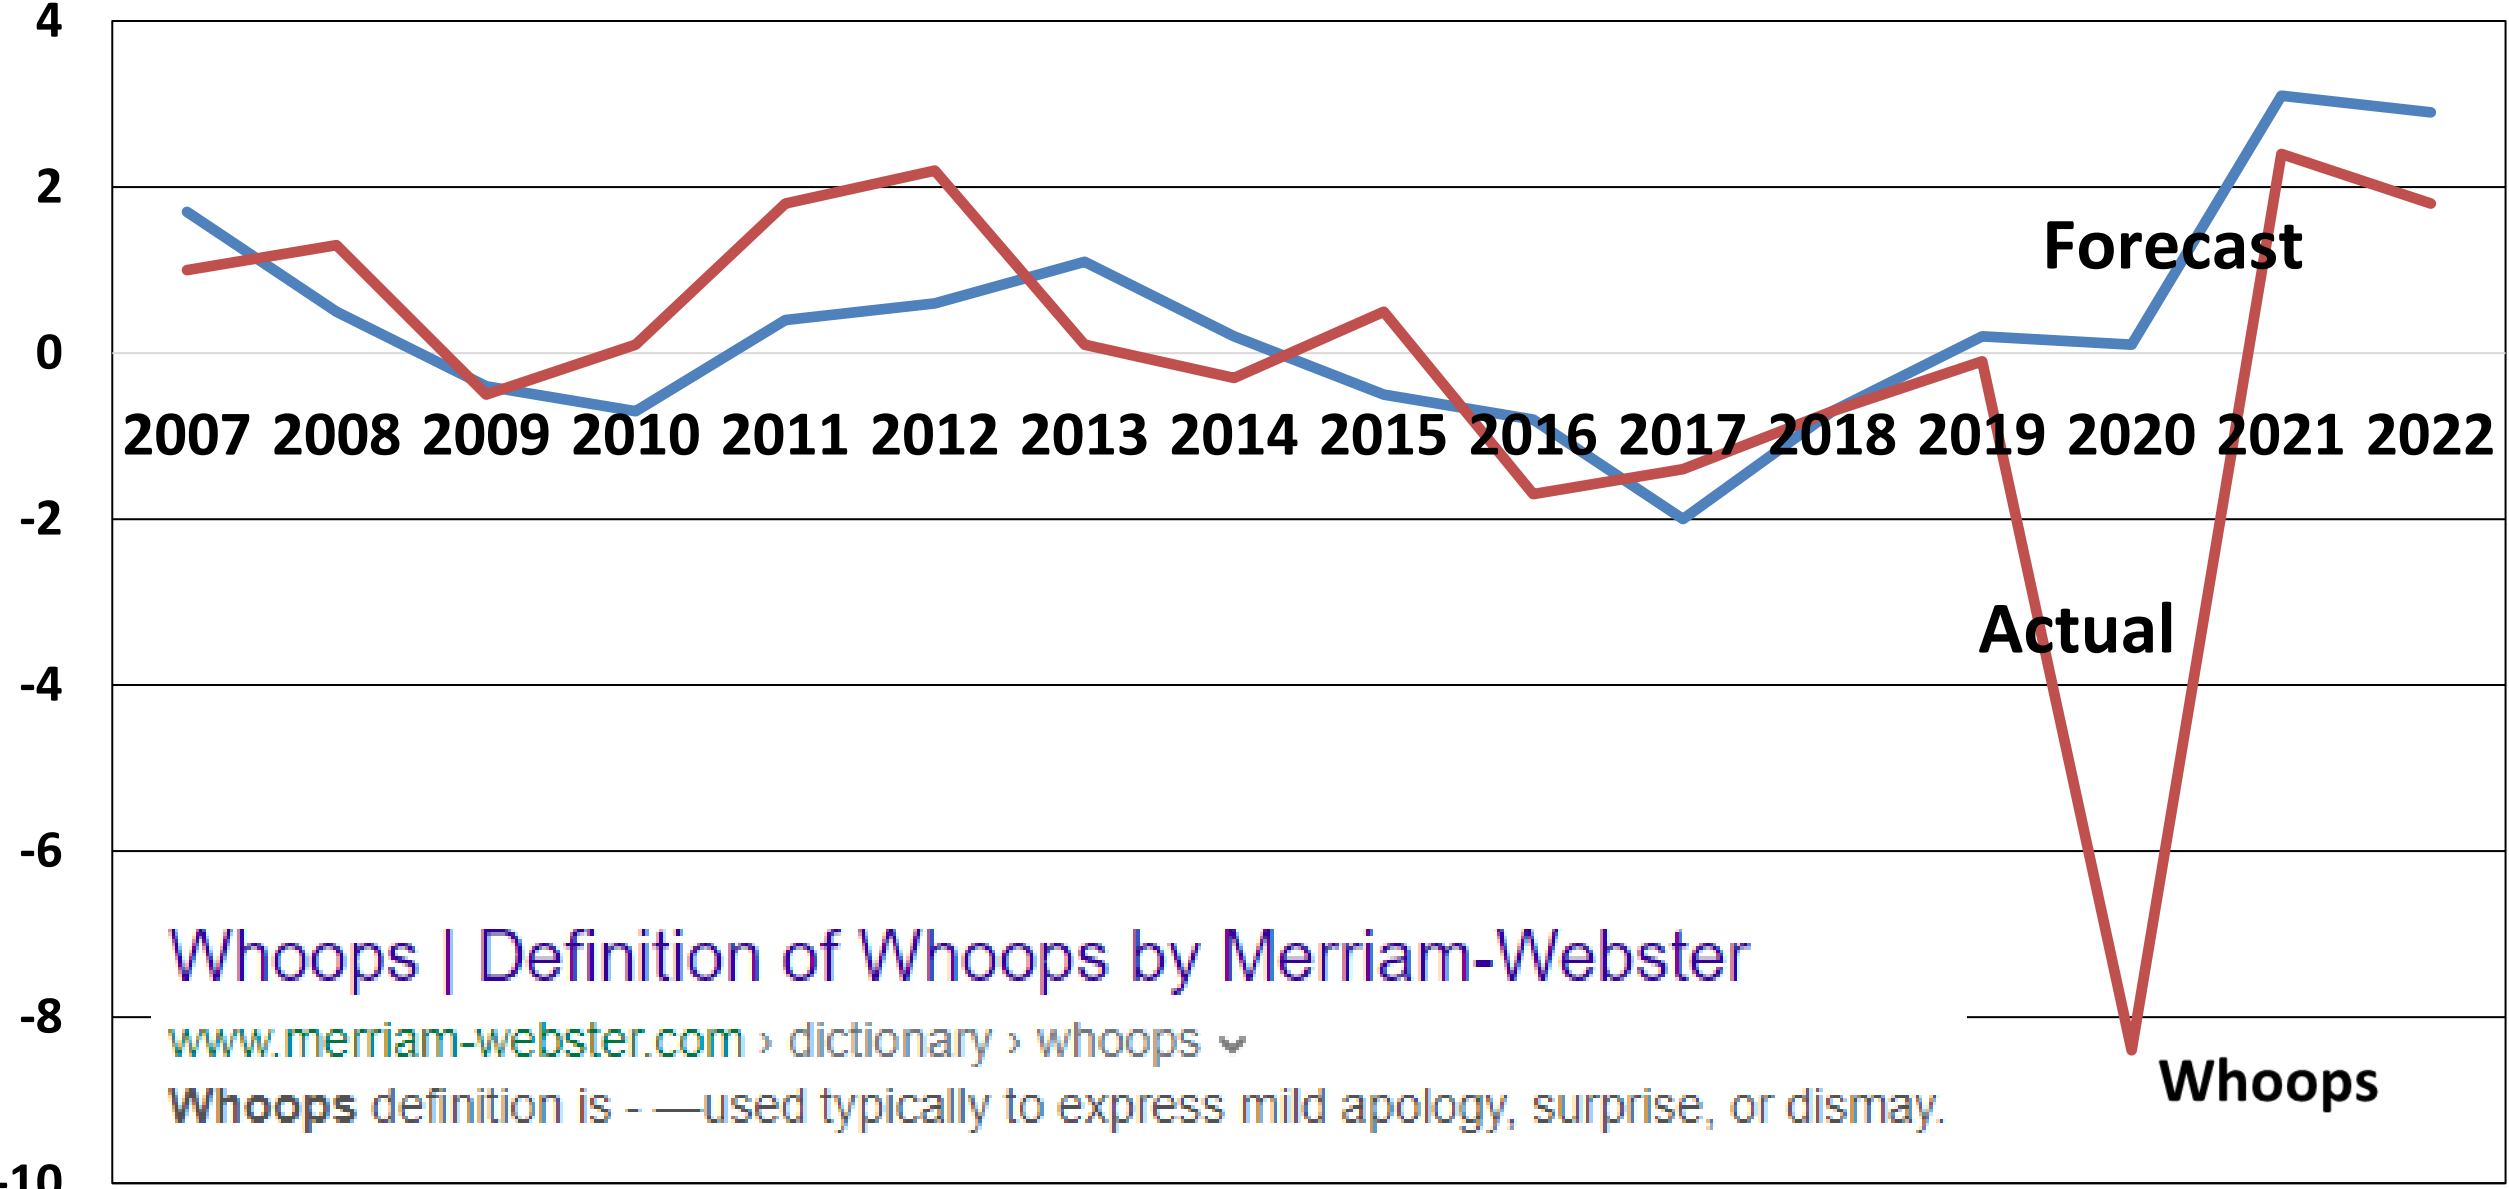 4
2
0
2007 2008 2009 2010 2011 2012 2013 2014 2015 2016 2017 2018 2019 2020 2021 2022
-2
-4
-6
-8
-10
Forecast
Actual
Whoops
Whoops | Definition of Whoops by Merriam-Webster
www.merriam-webster.com › dictionary › whoops
Whoops definition is - —used typically to express mild apology, surprise, or dismay.